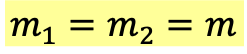 m₁ = m₂ = m